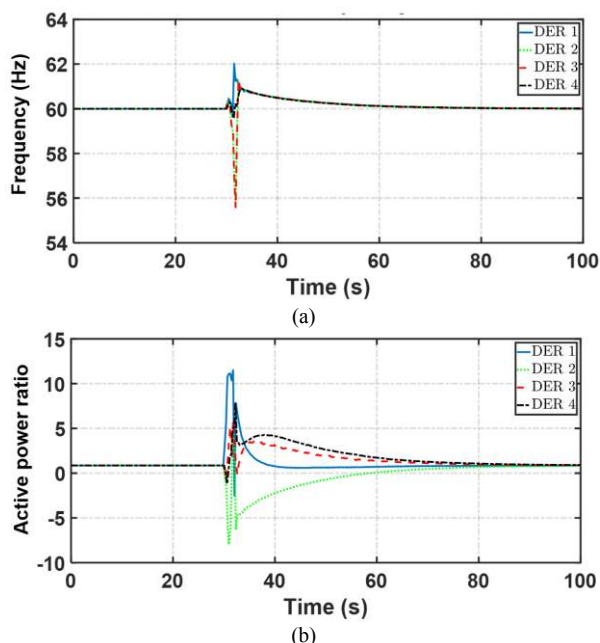 64
62
60
58
56
54
Frequency (Hz)
DER 1
DER 2
DER 3
DER 4
0 20 40 60 80 100
Time (s)
(a)
15
10
5
0
-5
-10
Active power ratio
DER 1
DER 2
DER 3
DER 4
0 20 40 60 80 100
Time (s)
(b)